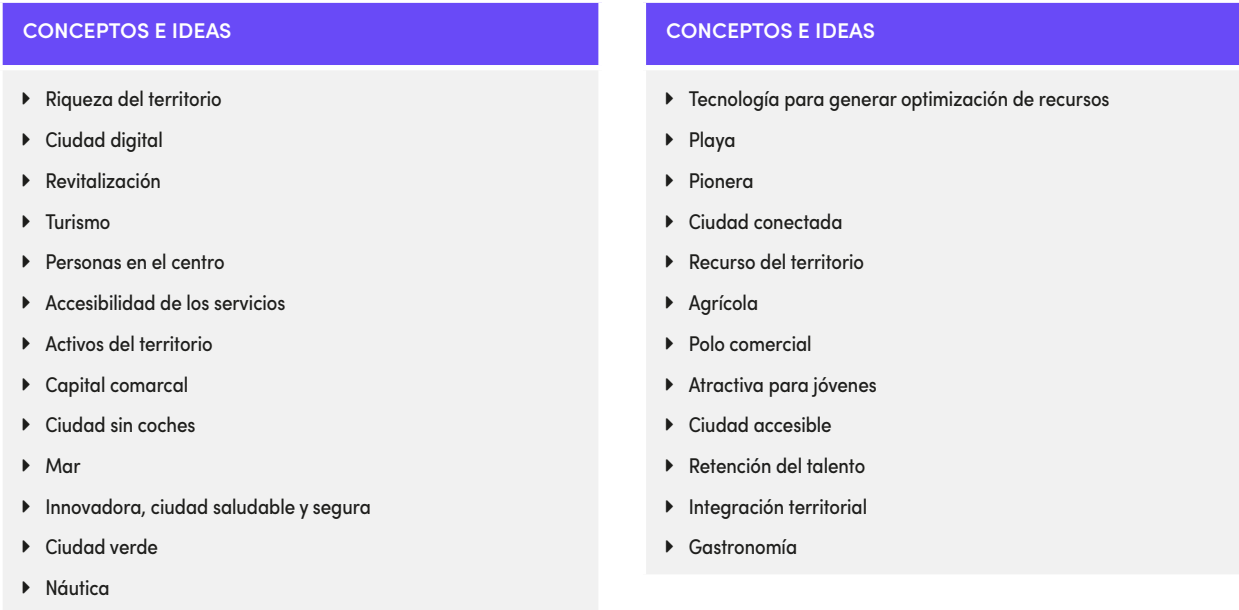 CONCEPTOS E IDEAS
Riqueza del territorio
Ciudad digital
Revitalización
Turismo
Personas en el centro
Accesibilidad de los servicios
Activos del territorio
Capital comarcal
Ciudad sin coches
Mar
Innovadora, ciudad saludable y segura
Ciudad verde
Náutica
CONCEPTOS E IDEAS
Tecnología para generar optimización de recursos
Playa
Pionera
Ciudad conectada
Recurso del territorio
Agrícola
Polo comercial
Atractiva para jóvenes
Ciudad accesible
Retención del talento
Integración territorial
Gastronomía